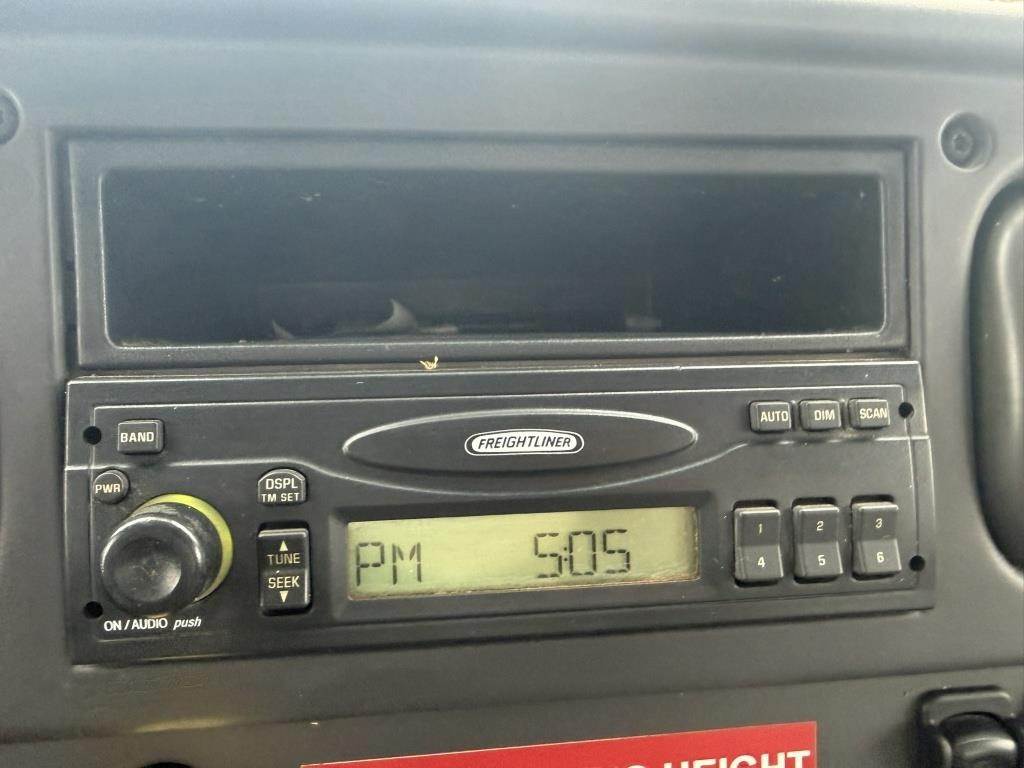 BAND
FREIGHTLINER
AUTO DIM SCAN
PWR
DSPL
TM SET
TUNE
SEEK
PM 5:05
1 2 3
4 5 6
ON / AUDIO push
HEIGHT